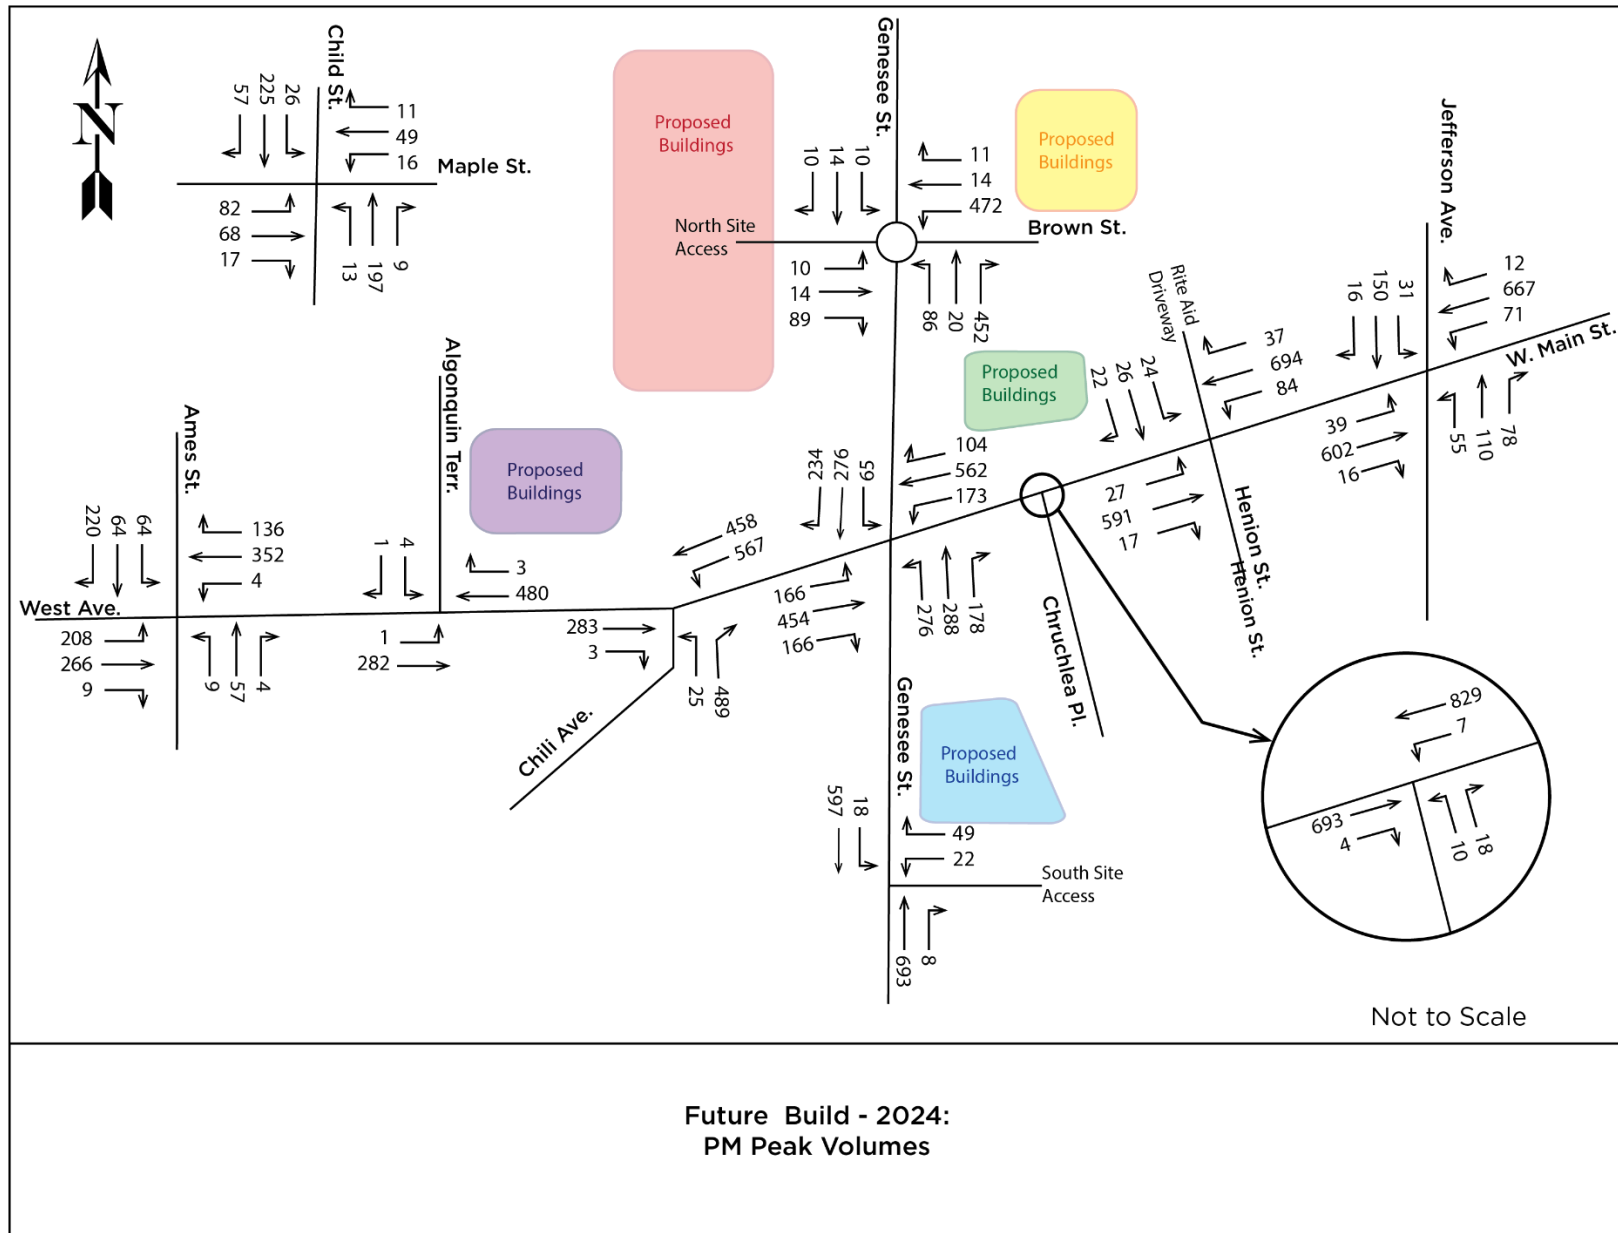 N
Child St.
57
225
26
11
49
16
Maple St.
82
68
17
13
197
9
Proposed
Buildings
North Site
Access
Genesee St.
10
14
10
11
14
472
Proposed
Buildings
Brown St.
10
14
89
86
20
452
Jefferson Ave.
16
150
31
12
667
71
W. Main St.
39
602
16
55
110
78
Rite Aid
Driveway
22
26
24
37
694
84
27
591
17
Henion St.
Henion St.
Proposed
Buildings
Algonquin Terr.
Proposed
Buildings
Ames St.
220
64
64
136
352
4
West Ave.
208
266
9
9
57
4
1
4
3
480
1
282
458
567
283
3
25
489
Chili Ave.
234
276
65
104
562
173
166
454
166
276
288
178
Chruchlea Pl.
Genesee St.
Proposed
Buildings
597
18
49
22
South Site
Access
693
8
829
7
693
4
10
18
Not to Scale
Future Build - 2024:
PM Peak Volumes